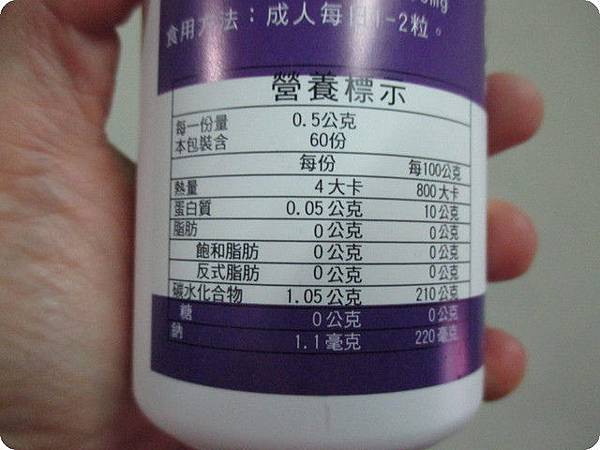 mg
食用方法：成人每日1-2粒。
營養標示
每一份量 0.5公克
本包裝含 60份
每份 每100公克
熱量 4大卡 800大卡
蛋白質 0.05公克 10公克
脂肪 0公克 0公克
飽和脂肪 0公克 0公克
反式脂肪 0公克 0公克
碳水化合物 1.05公克 210公克
糖 0公克 0公克
鈉 1.1毫克 220毫克